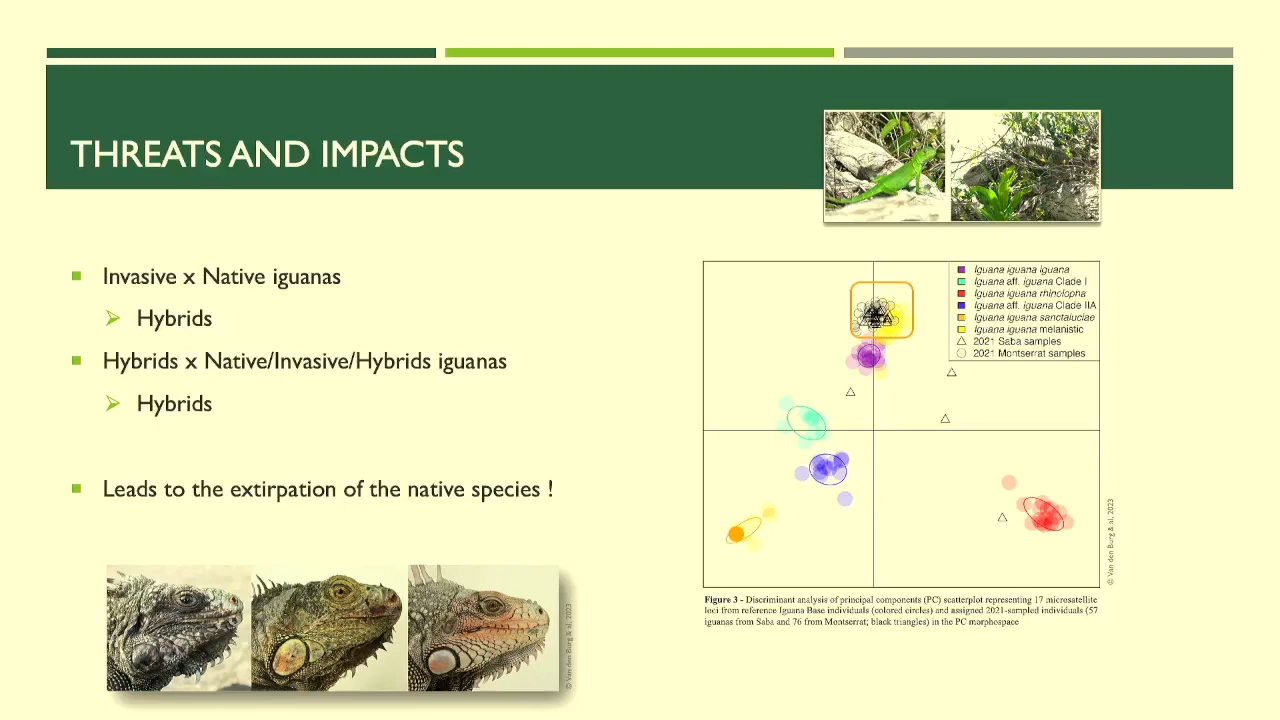 THREATS AND IMPACTS
Invasive x Native iguanas
Hybrids
Hybrids x Native/Invasive/Hybrids iguanas
Hybrids
Leads to the extirpation of the native species !
© Van den Burg & al, 2023
Iguana iguana iguana
Iguana aff. iguana Clade I
Iguana iguana rhinolopha
Iguana aff. iguana Clade IIA
Iguana iguana sanctaluciae
Iguana iguana melanistic
2021 Saba samples
2021 Montserrat samples
© Van den Burg & al, 2023
Figure 3 - Discriminant analysis of principal components (PC) scatterplot representing 17 microsatellite
loci from reference Iguana Base individuals (colored circles) and assigned 2021-sampled individuals (57
iguanas from Saba and 76 from Montserrat; black triangles) in the PC morphospace